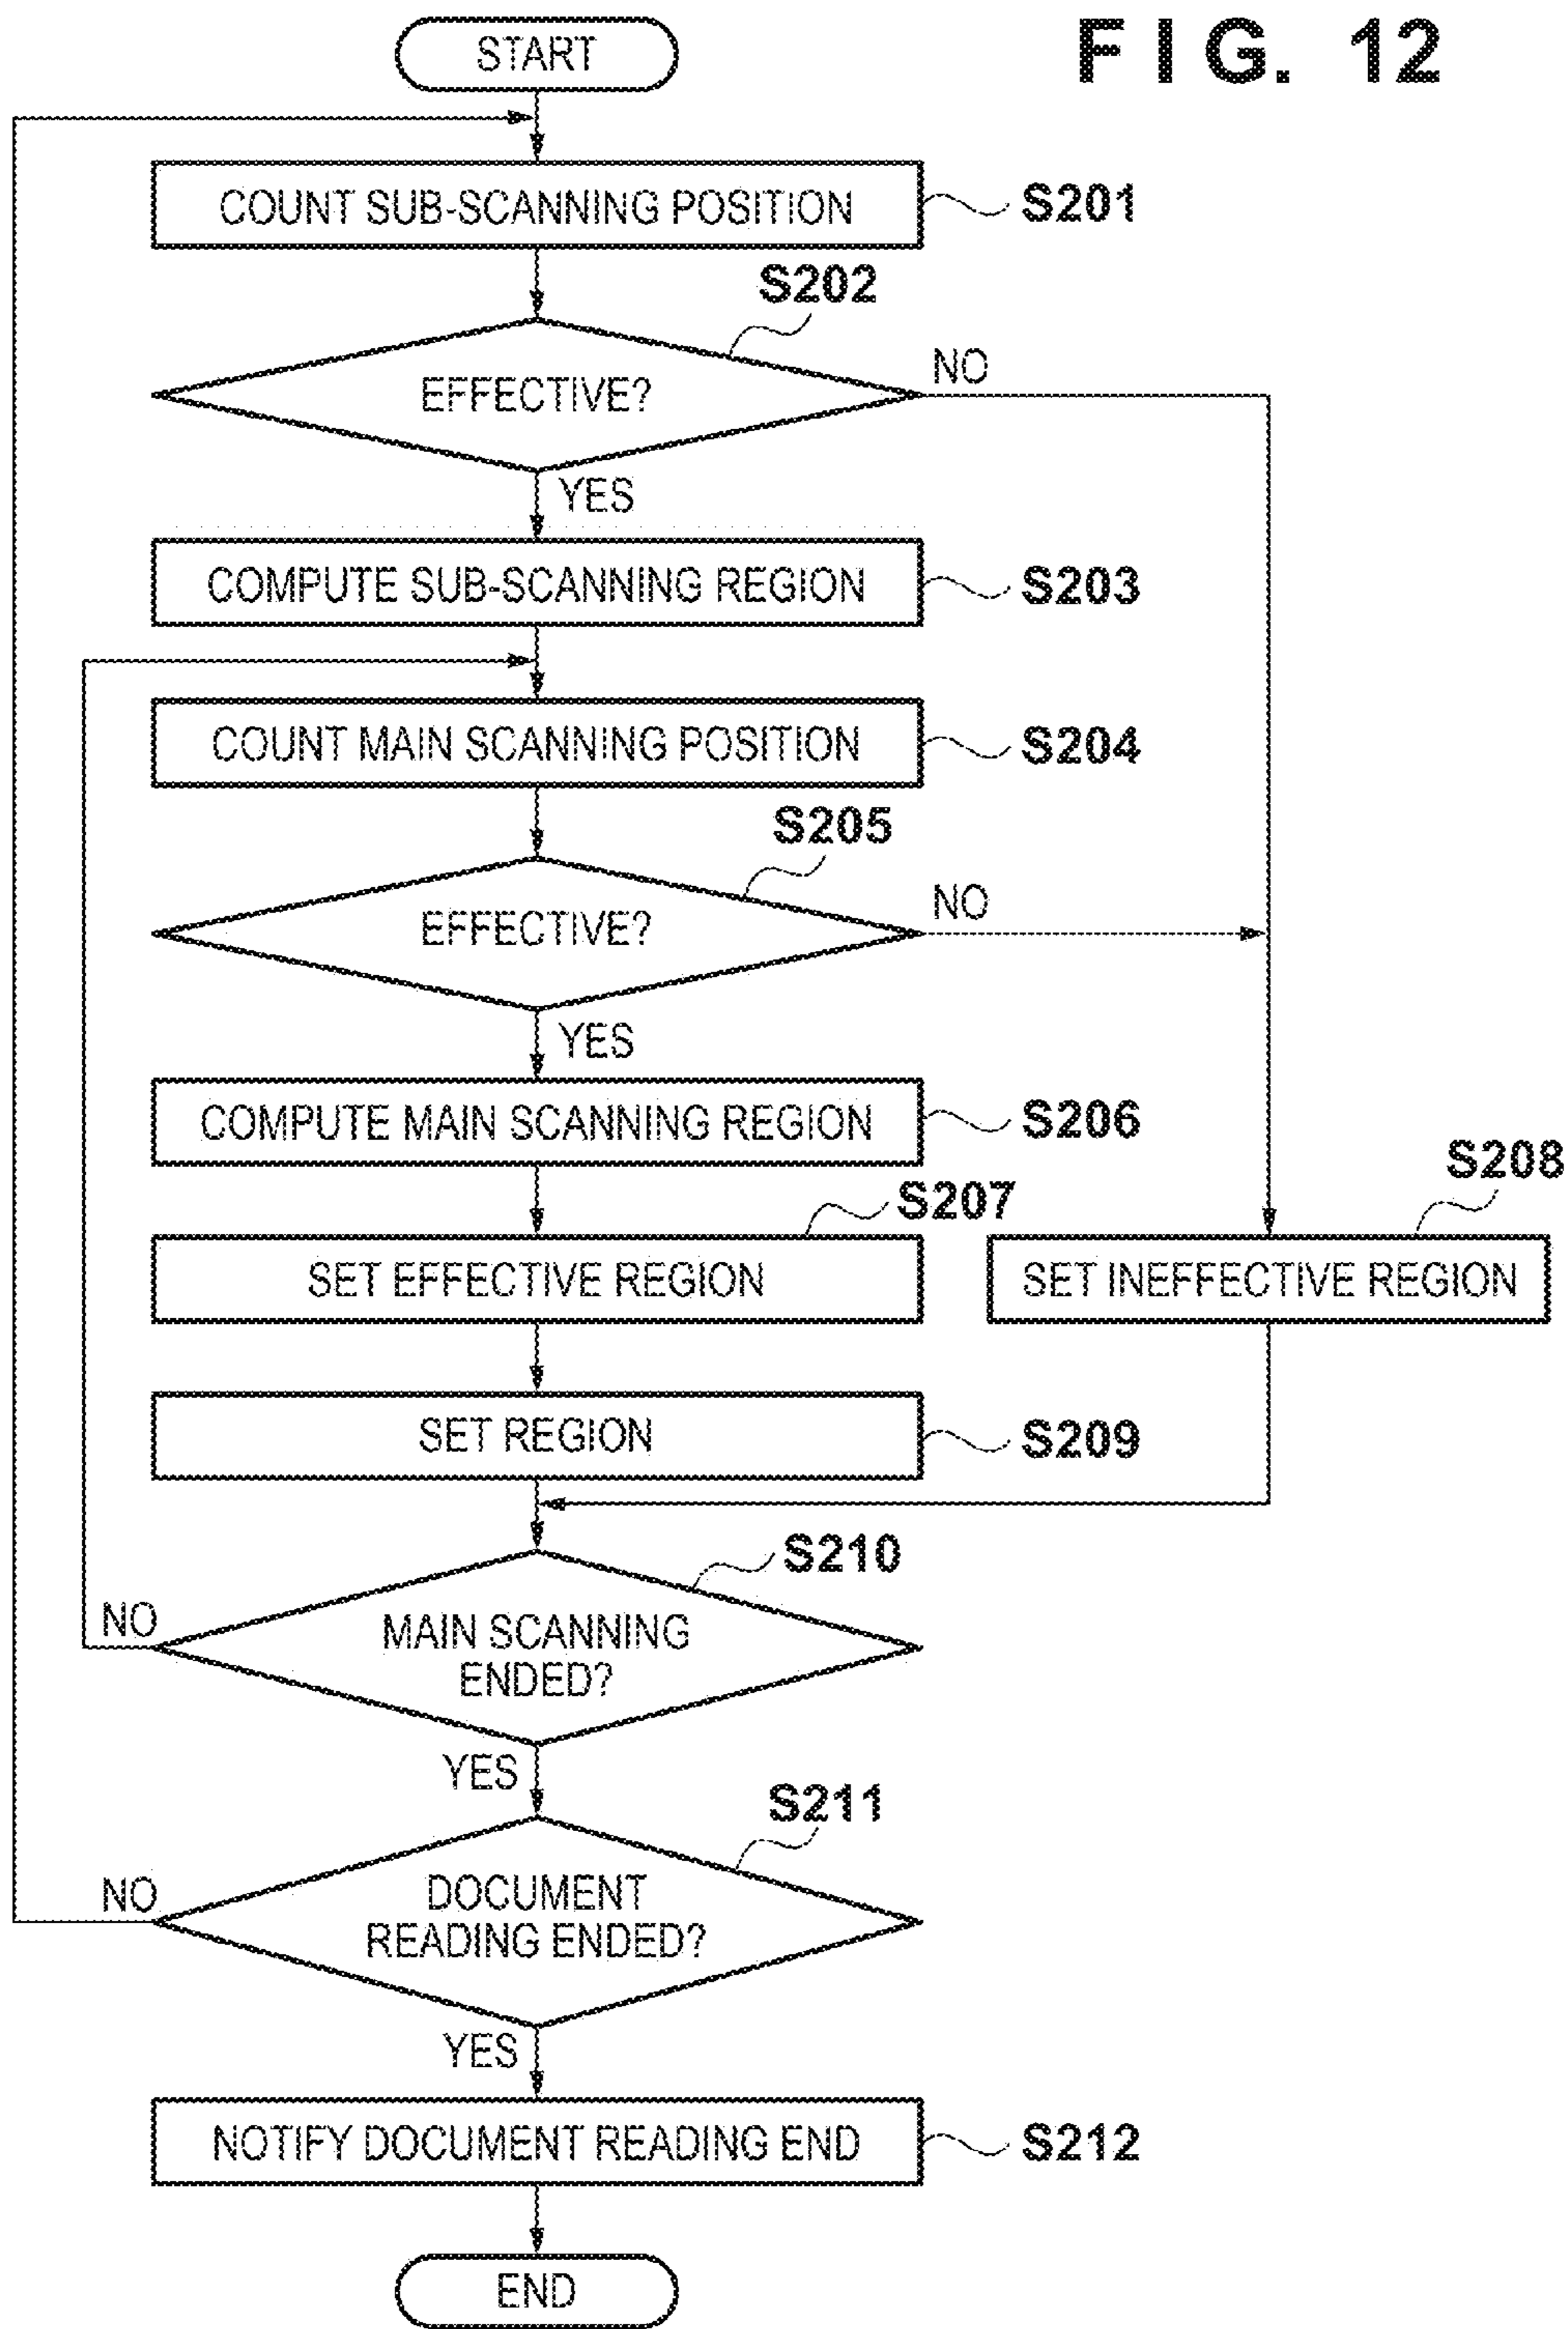 FIG. 12
START
COUNT SUB-SCANNING POSITION
S201
S202
EFFECTIVE?
NO
YES
COMPUTE SUB-SCANNING REGION
S203
COUNT MAIN SCANNING POSITION
S204
S205
EFFECTIVE?
NO
YES
COMPUTE MAIN SCANNING REGION
S206
S207
SET EFFECTIVE REGION
S208
SET INEFFECTIVE REGION
SET REGION
S209
S210
MAIN SCANNING
ENDED?
NO
YES
S211
DOCUMENT
READING ENDED?
NO
YES
NOTIFY DOCUMENT READING END
S212
END